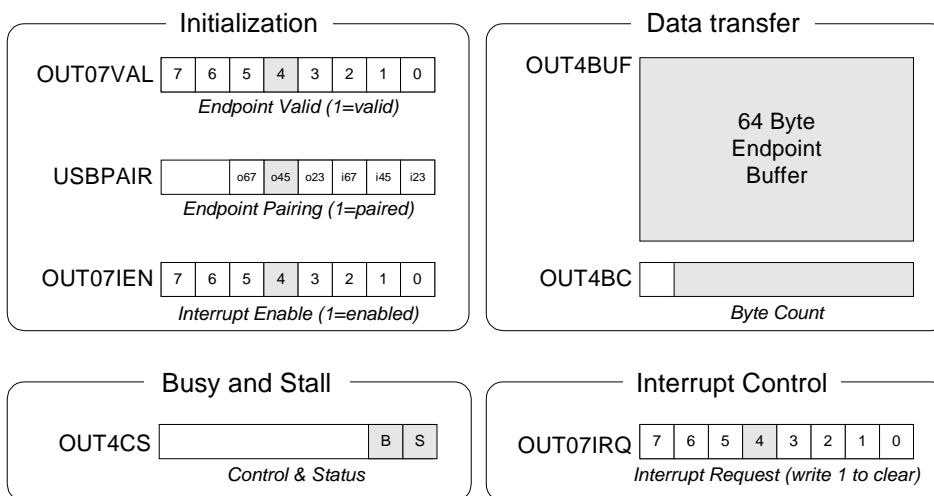 Initialization
OUT07VAL 7 6 5 4 3 2 1 0
Endpoint Valid (1=valid)
USBPAIR o67 o45 o23 i67 i45 i23
Endpoint Pairing (1=paired)
OUT07IEN 7 6 5 4 3 2 1 0
Interrupt Enable (1=enabled)
Data transfer
OUT4BUF
64 Byte
Endpoint
Buffer
OUT4BC
Byte Count
Busy and Stall
OUT4CS B S
Control & Status
Interrupt Control
OUT07IRQ 7 6 5 4 3 2 1 0
Interrupt Request (write 1 to clear)